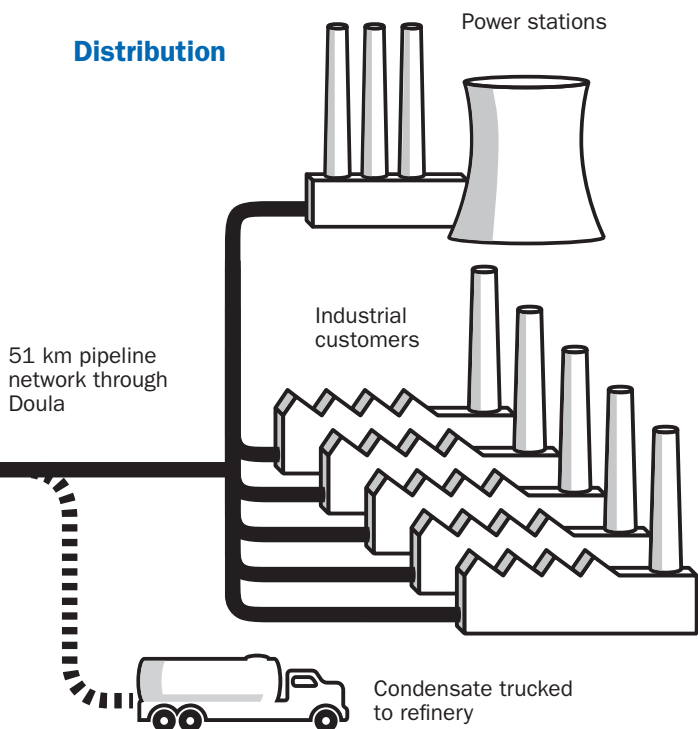 Distribution
Power stations
Industrial
customers
51 km pipeline
network through
Doula
Condensate trucked
to refinery